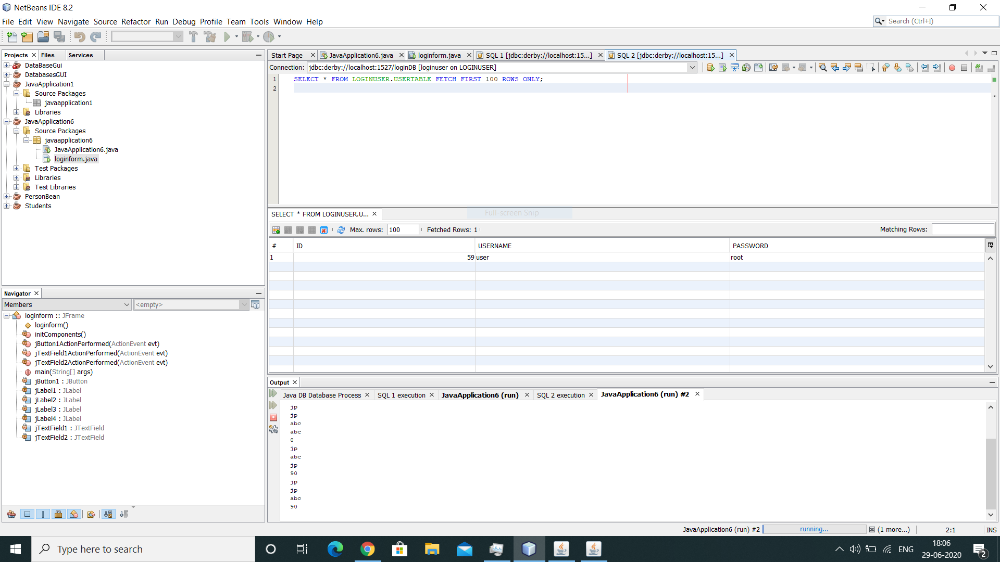 NetBeans IDE 8.2
File Edit View Navigate Source Refactor Run Debug Profile Team Tools Window Help
Search (Ctrl+I)
Projects Files Services
DataBaseGui
DatabasesGUI
JavaApplication1
Source Packages
javaapplication1
Libraries
JavaApplication6
Source Packages
javaapplication6
JavaApplication6.java
loginform.java
Test Packages
Libraries
Test Libraries
PersonBean
Students
Navigator
Members
<empty>
loginform :: JFrame
loginform()
initComponents()
jButton1ActionPerformed(ActionEvent evt)
jTextField1ActionPerformed(ActionEvent evt)
jTextField2ActionPerformed(ActionEvent evt)
main(String[] args)
jButton1 : JButton
jLabel1 : JLabel
jLabel2 : JLabel
jLabel3 : JLabel
jLabel4 : JLabel
jTextField1 : JTextField
jTextField2 : JTextField
Start Page JavaApplication6.java loginform.java SQL 1 [jdbc:derby://localhost:15...] SQL 2 [jdbc:derby://localhost:15...]
Connection: jdbc:derby://localhost:1527/loginDB [loginuser on LOGINUSER]
1 SELECT * FROM LOGINUSER.USERTABLE FETCH FIRST 100 ROWS ONLY;
2
SELECT * FROM LOGINUSER.U...
Full-screen Snip
Max. rows: 100 Fetched Rows: 1 Matching Rows:
# ID USERNAME PASSWORD
1 59 user root
Output
Java DB Database Process SQL 1 execution JavaApplication6 (run) SQL 2 execution JavaApplication6 (run) #2
jp
jp
abc
abc
0
jp
abc
jp
90
jp
jp
abc
90
JavaApplication6 (run) #2 running... (1 more...) 2:1 INS
Type here to search
ENG
18:06
29-06-2020
2